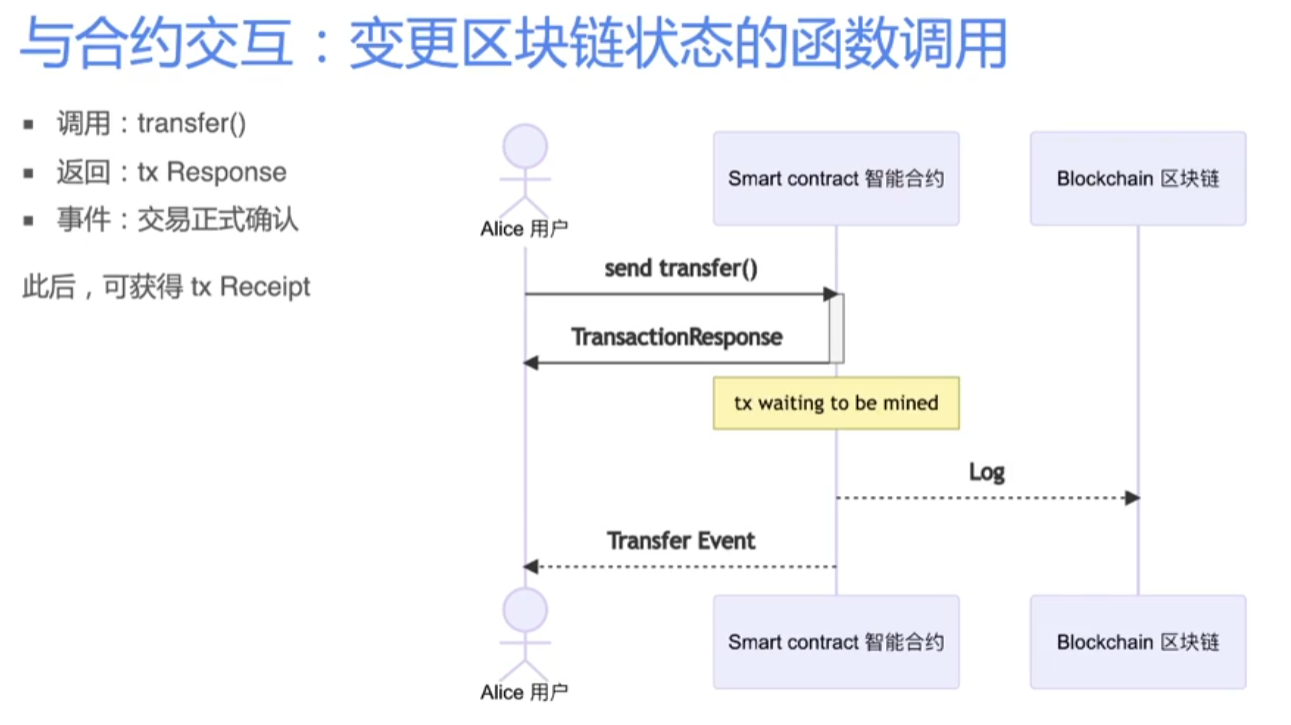 与合约交互：变更区块链状态的函数调用
▪ 调用：transfer()
▪ 返回：tx Response
▪ 事件：交易正式确认
此后，可获得 tx Receipt
Alice 用户
Smart contract 智能合约
Blockchain 区块链
send transfer()
TransactionResponse
tx waiting to be mined
Log
Transfer Event
Alice 用户
Smart contract 智能合约
Blockchain 区块链